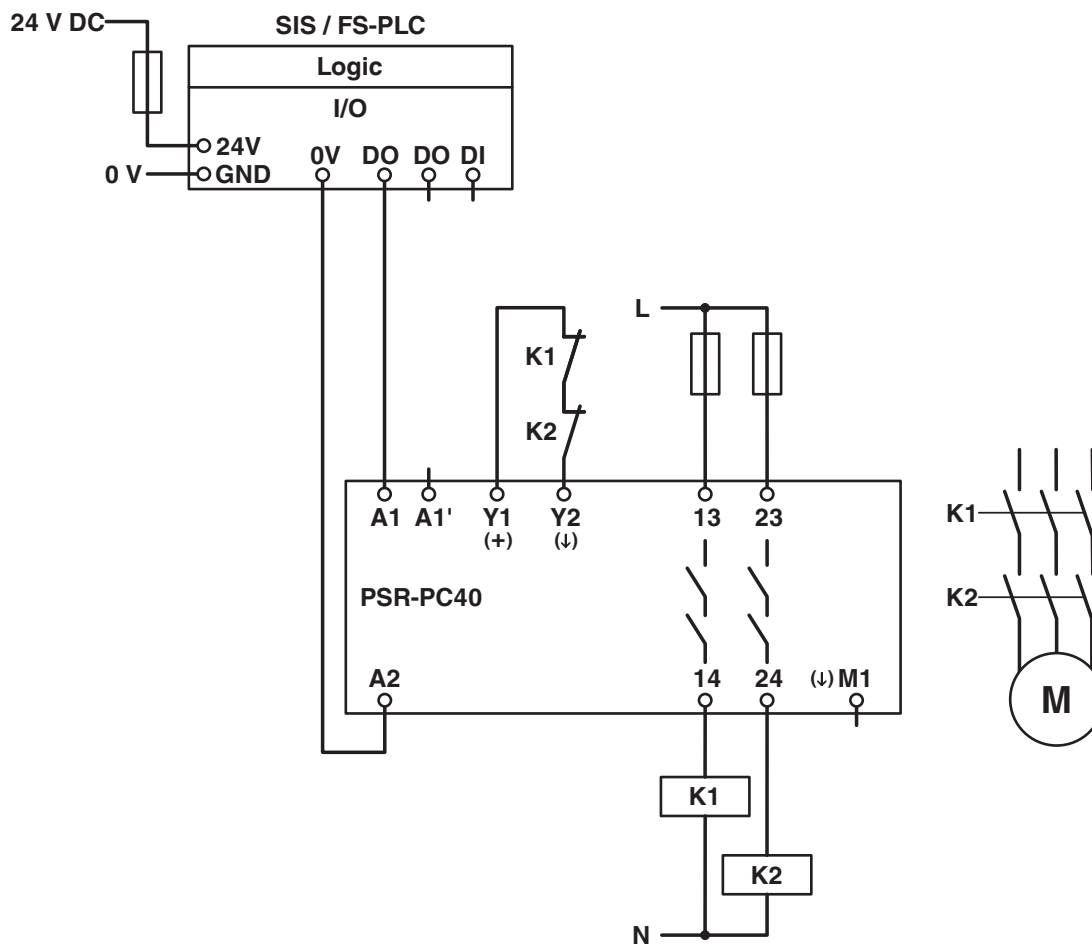 24 V DC
SIS / FS-PLC
Logic
I/O
24V
0V DO DO DI
0 V
GND
L
K1
K2
A1 A1' Y1 Y2 13 23
(+) (↓)
K1
PSR-PC40
K2
A2 14 24 (↓) M1
M
K1
K2
N